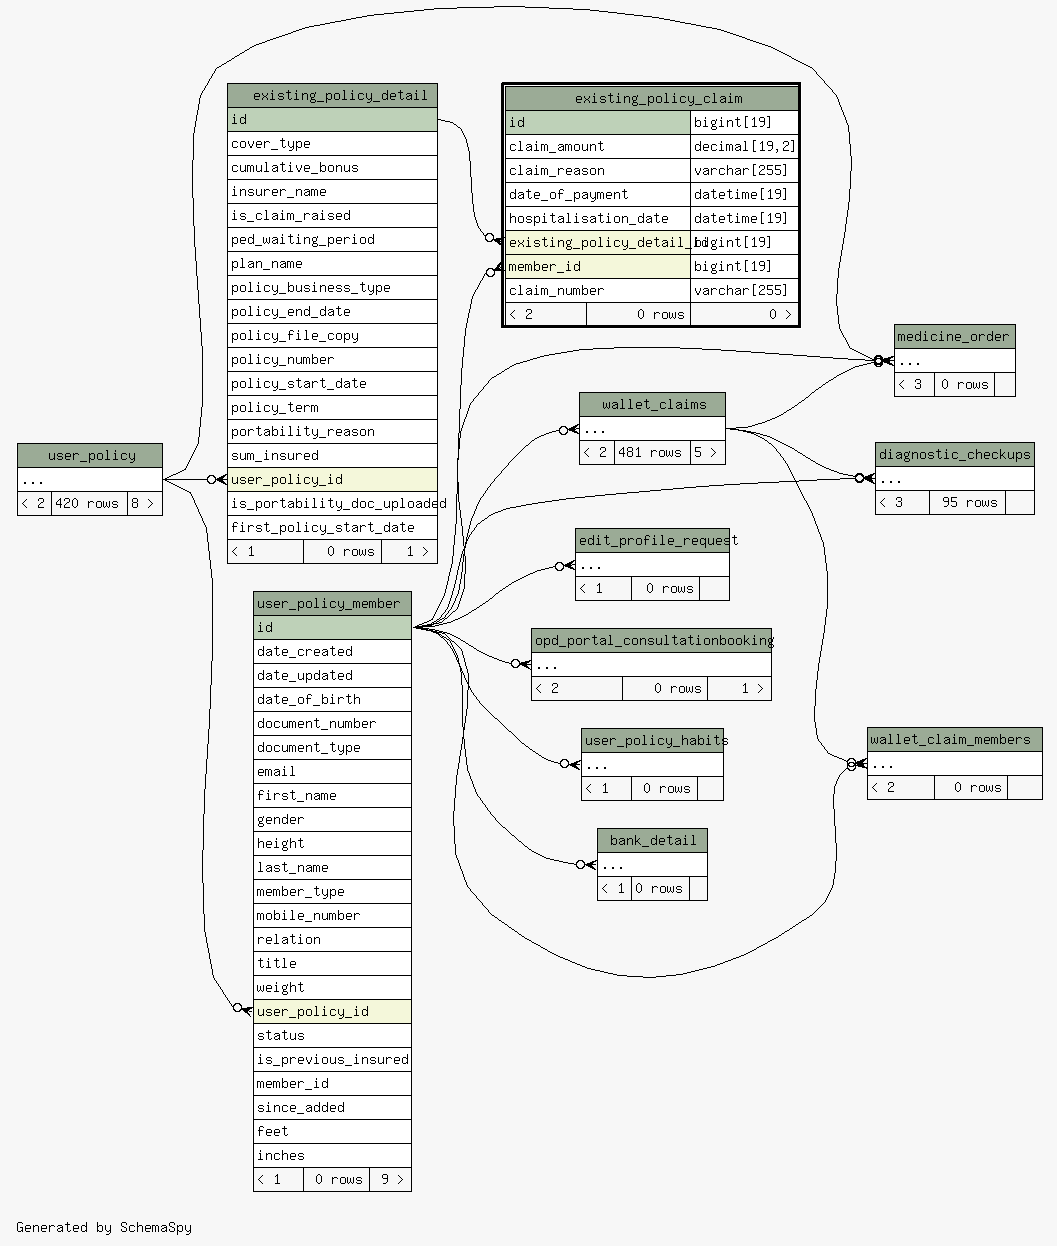 existing_policy_detail
id
cover_type
cumulative_bonus
insurer_name
is_claim_raised
ped_waiting_period
plan_name
policy_business_type
policy_end_date
policy_file_copy
policy_number
policy_start_date
policy_term
portability_reason
sum_insured
user_policy_id
is_portability_doc_uploaded
first_policy_start_date
< 1 0 rows 1 >
existing_policy_claim
id bigint[19]
claim_amount decimal[19,2]
claim_reason varchar[255]
date_of_payment datetime[19]
hospitalisation_date datetime[19]
existing_policy_detail_id bigint[19]
member_id bigint[19]
claim_number varchar[255]
< 2 0 rows 0 >
medicine_order
...
< 3 0 rows
wallet_claims
...
< 2 481 rows 5 >
user_policy
...
< 2 420 rows 8 >
diagnostic_checkups
...
< 3 95 rows
edit_profile_request
...
< 1 0 rows
user_policy_member
id
date_created
date_updated
date_of_birth
document_number
document_type
email
first_name
gender
height
last_name
member_type
mobile_number
relation
title
weight
user_policy_id
status
is_previous_insured
member_id
since_added
feet
inches
< 1 0 rows 9 >
opd_portal_consultationbooking
...
< 2 0 rows 1 >
user_policy_habits
...
< 1 0 rows
wallet_claim_members
...
< 2 0 rows
bank_detail
...
< 1 0 rows
Generated by SchemaSpy